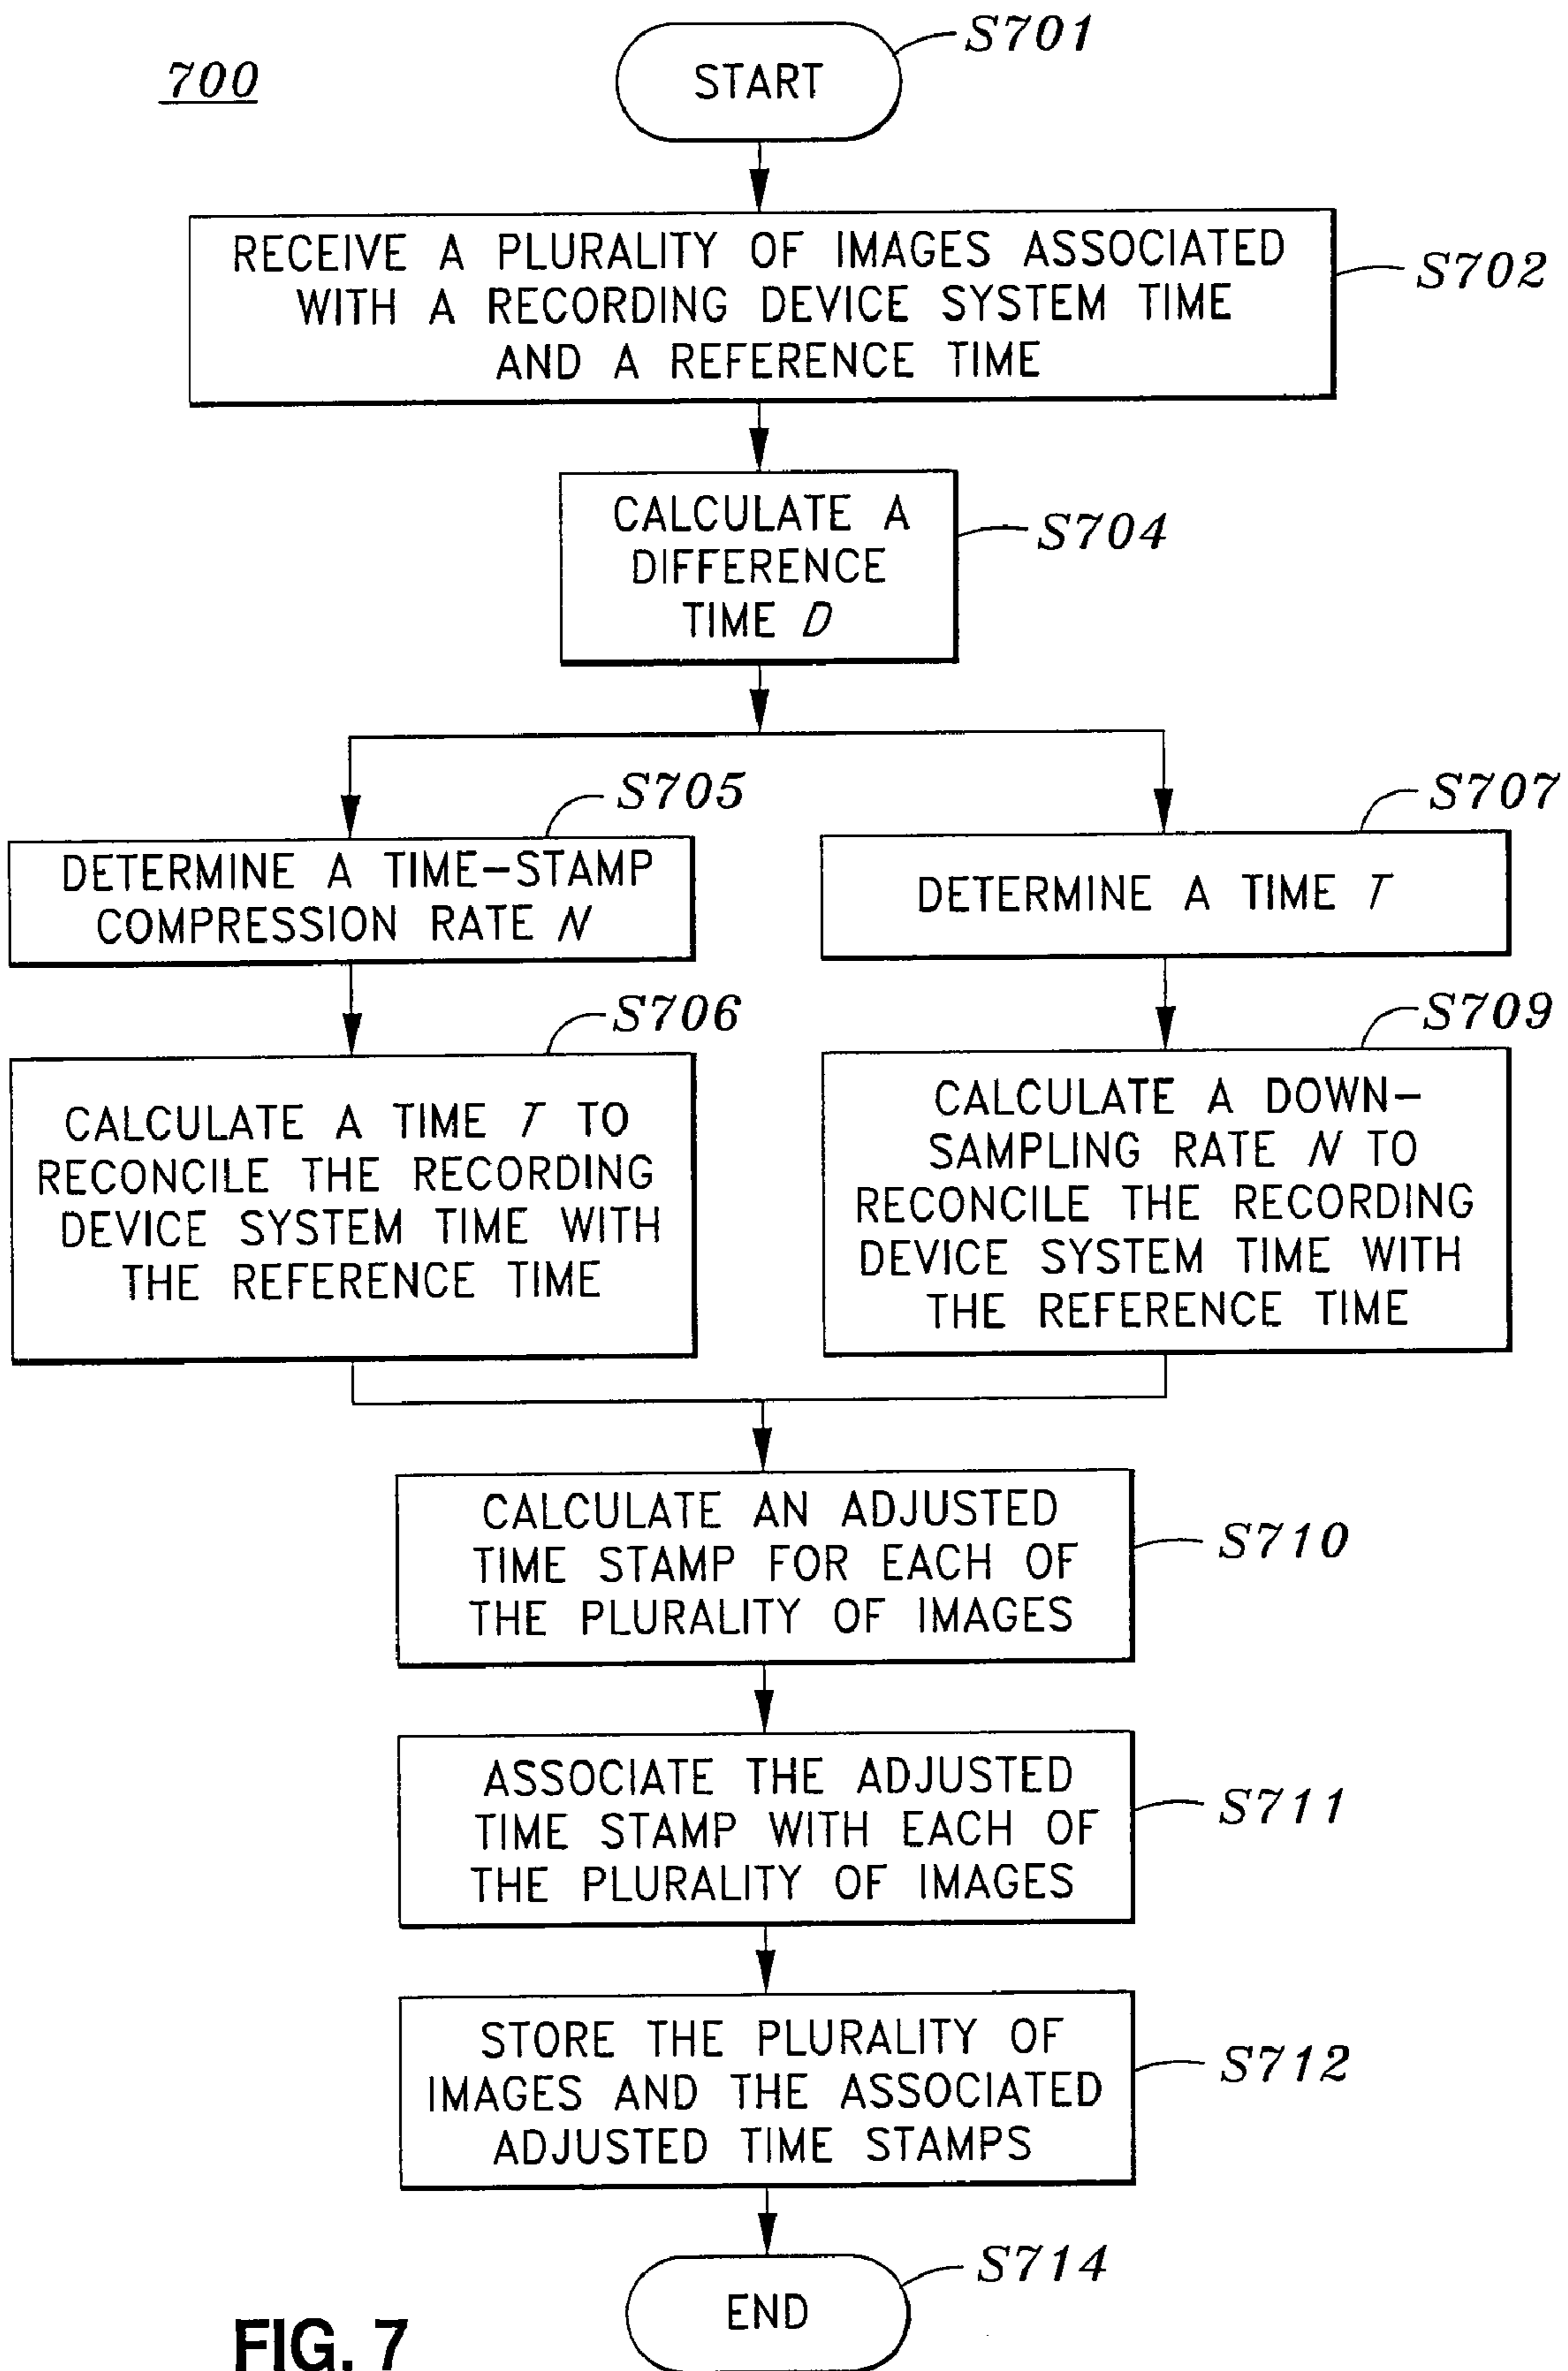 700
START
S701
RECEIVE A PLURALITY OF IMAGES ASSOCIATED
WITH A RECORDING DEVICE SYSTEM TIME
AND A REFERENCE TIME
S702
CALCULATE A
DIFFERENCE
TIME D
S704
S705
DETERMINE A TIME-STAMP
COMPRESSION RATE N
S707
DETERMINE A TIME T
S706
CALCULATE A TIME T TO
RECONCILE THE RECORDING
DEVICE SYSTEM TIME WITH
THE REFERENCE TIME
S709
CALCULATE A DOWN-
SAMPLING RATE N TO
RECONCILE THE RECORDING
DEVICE SYSTEM TIME WITH
THE REFERENCE TIME
CALCULATE AN ADJUSTED
TIME STAMP FOR EACH OF
THE PLURALITY OF IMAGES
S710
ASSOCIATE THE ADJUSTED
TIME STAMP WITH EACH OF
THE PLURALITY OF IMAGES
S711
STORE THE PLURALITY OF
IMAGES AND THE ASSOCIATED
ADJUSTED TIME STAMPS
S712
END
S714
FIG. 7